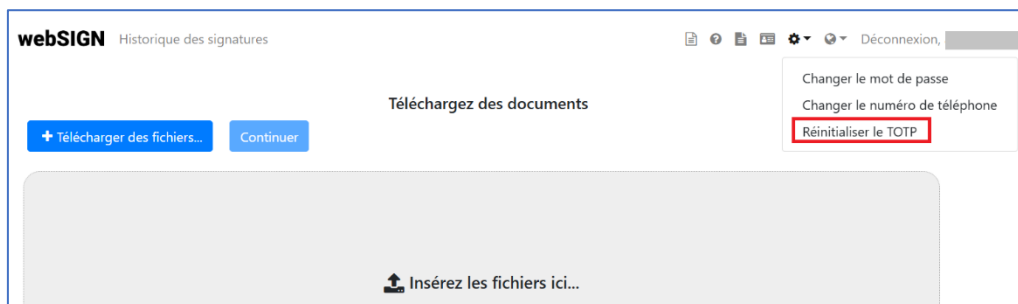 webSIGN Historique des signatures Déconnexion,
Changer le mot de passe
Changer le numéro de téléphone
Réinitialiser le TOTP
Téléchargez des documents
+ Télécharger des fichiers... Continuer
Insérez les fichiers ici...